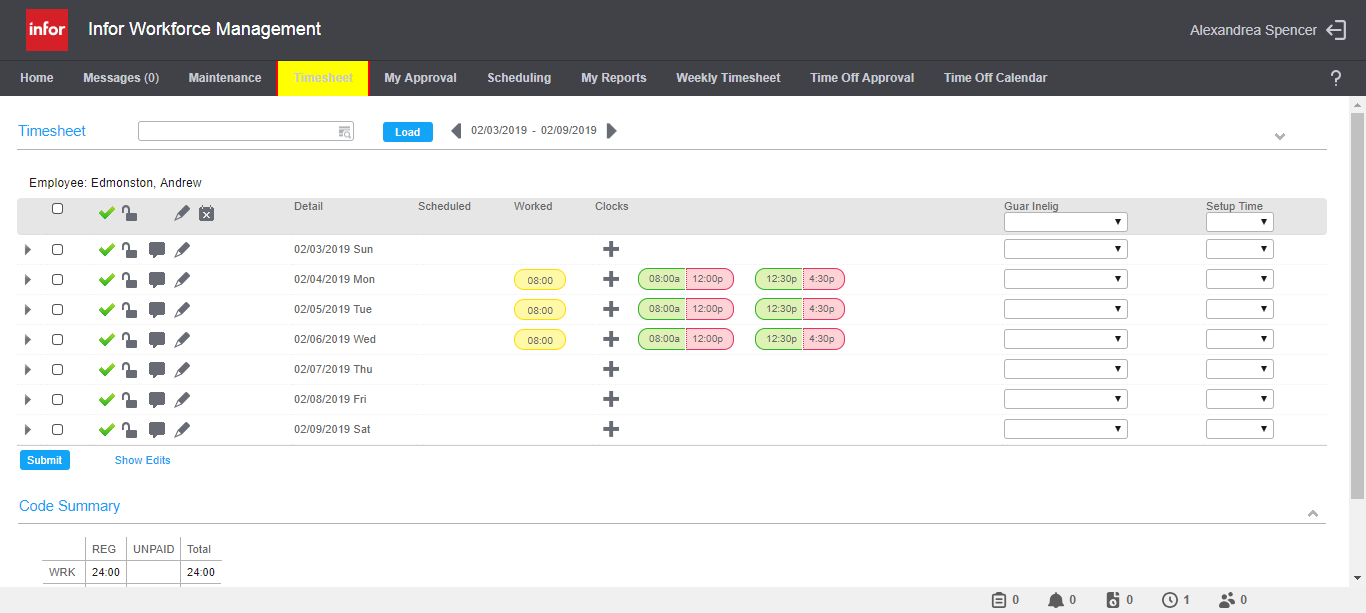 infor Infor Workforce Management Alexandrea Spencer
Home Messages (0) Maintenance Timesheet My Approval Scheduling My Reports Weekly Timesheet Time Off Approval Time Off Calendar ?
Timesheet Load 02/03/2019 - 02/09/2019
Employee: Edmonston, Andrew
Detail Scheduled Worked Clocks Guar Inelig Setup Time
02/03/2019 Sun
02/04/2019 Mon 08:00 08:00a 12:00p 12:30p 4:30p
02/05/2019 Tue 08:00 08:00a 12:00p 12:30p 4:30p
02/06/2019 Wed 08:00 08:00a 12:00p 12:30p 4:30p
02/07/2019 Thu
02/08/2019 Fri
02/09/2019 Sat
Submit Show Edits
Code Summary
REG UNPAID Total
WRK 24:00 24:00
0 0 0 1 0